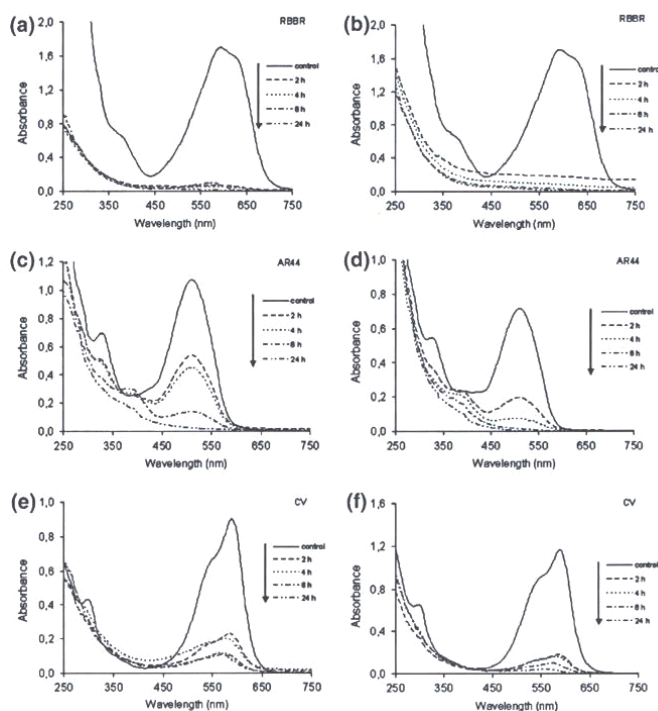 (a)
RBBR
2,0
1,6
1,2
0,8
0,4
0,0
Absorbance
250 350 450 550 650 750
Wavelength (nm)
control
2 h
4 h
8 h
24 h
(b)
RBBR
2,0
1,6
1,2
0,8
0,4
0,0
Absorbance
250 350 450 550 650 750
Wavelength (nm)
control
2 h
4 h
8 h
24 h
(c)
AR44
1,2
1,0
0,8
0,6
0,4
0,2
0,0
Absorbance
250 350 450 550 650 750
Wavelength (nm)
control
2 h
4 h
8 h
24 h
(d)
AR44
1,0
0,8
0,6
0,4
0,2
0,0
Absorbance
250 350 450 550 650 750
Wavelength (nm)
control
2 h
4 h
8 h
24 h
(e)
CV
1,0
0,8
0,6
0,4
0,2
0,0
Absorbance
250 350 450 550 650 750
Wavelength (nm)
control
2 h
4 h
8 h
24 h
(f)
CV
1,6
1,2
0,8
0,4
0,0
Absorbance
250 350 450 550 650 750
Wavelength (nm)
control
2 h
4 h
8 h
24 h